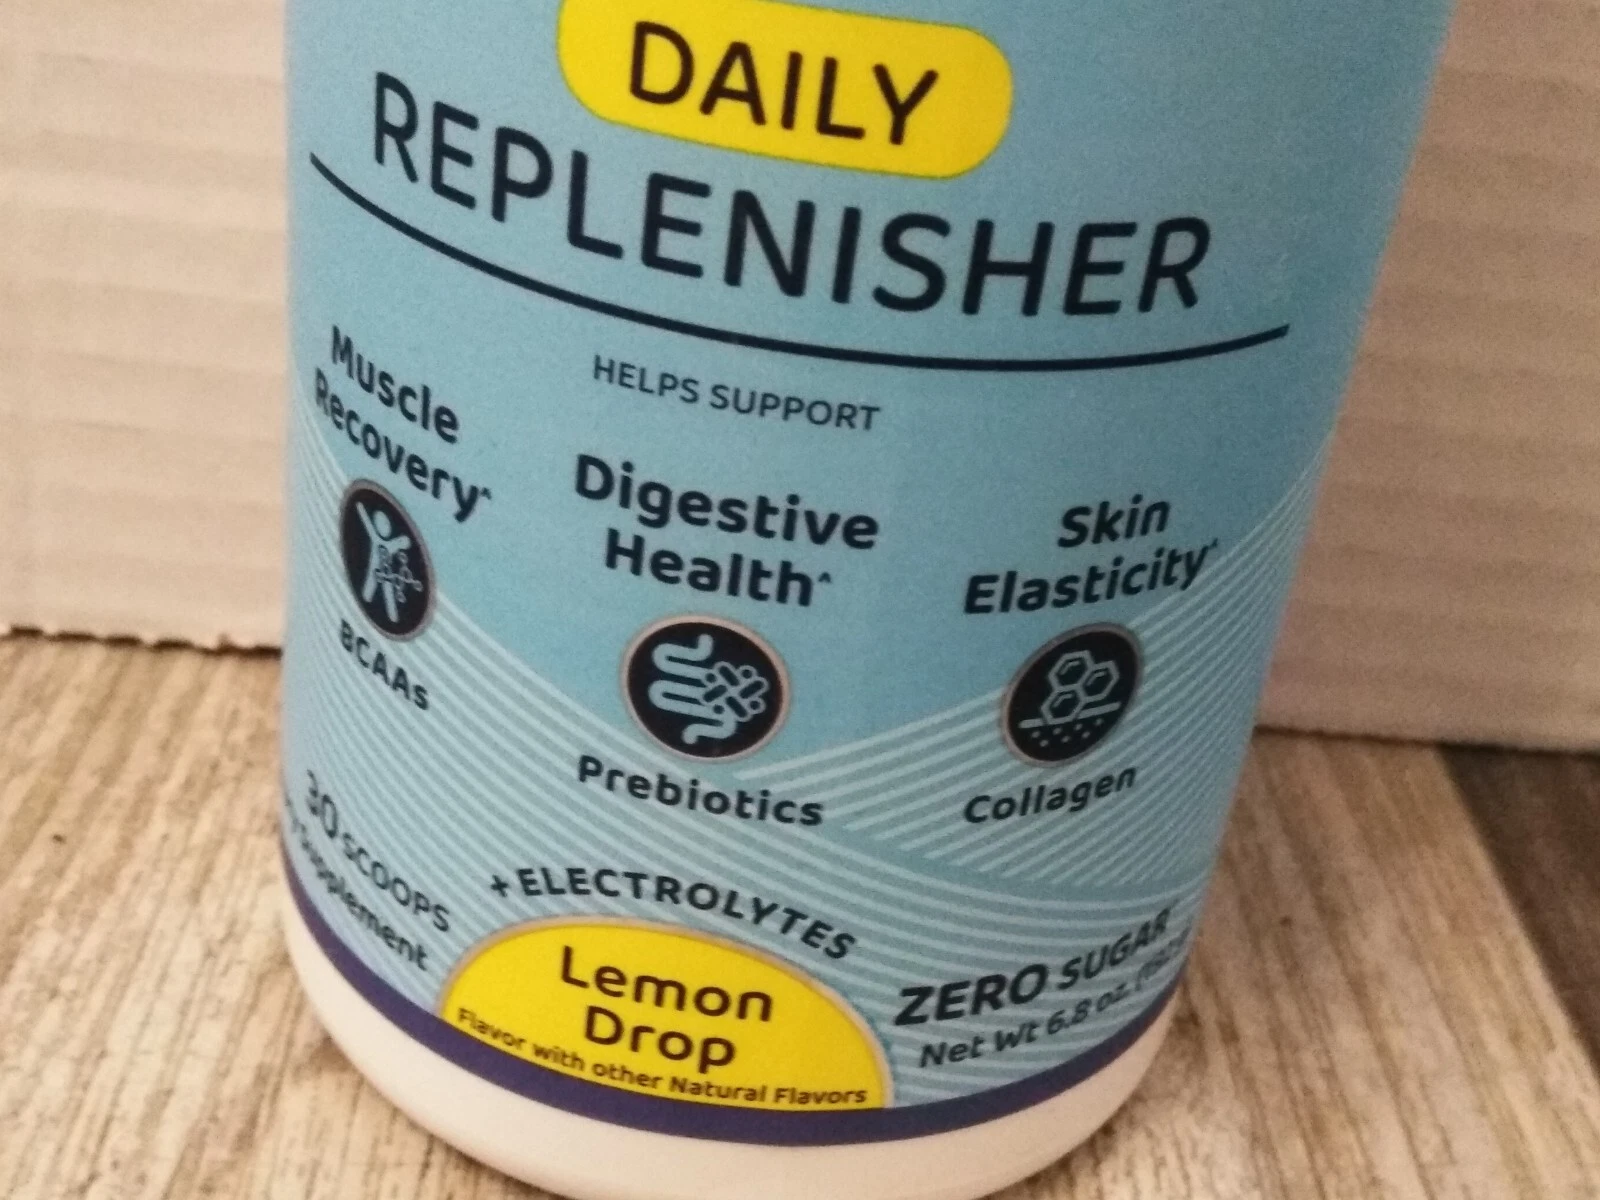 DAILY
REPLENISHER
HELPS SUPPORT
Muscle
Recovery^
BCAAs
Digestive
Health^
Prebiotics
Skin
Elasticity^
Collagen
30 SCOOPS
Supplement
+ ELECTROLYTES
Lemon
Drop
Flavor with other Natural Flavors
ZERO SUGAR
Net Wt 6.8 oz.